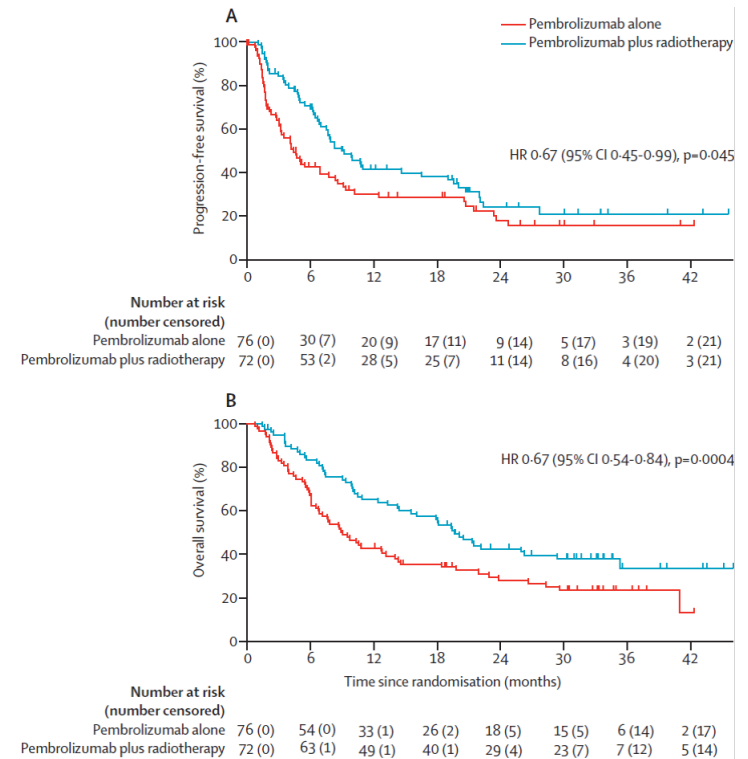 A
Pembrolizumab alone
Pembrolizumab plus radiotherapy
Progression-free survival (%)
100
80
60
40
20
0
HR 0·67 (95% CI 0·45-0·99), p=0·045
0 6 12 18 24 30 36 42
Number at risk
(number censored)
Pembrolizumab alone 76 (0) 30 (7) 20 (9) 17 (11) 9 (14) 5 (17) 3 (19) 2 (21)
Pembrolizumab plus radiotherapy 72 (0) 53 (2) 28 (5) 25 (7) 11 (14) 8 (16) 4 (20) 3 (21)
B
Overall survival (%)
100
80
60
40
20
0
HR 0·67 (95% CI 0·54-0·84), p=0·0004
0 6 12 18 24 30 36 42
Time since randomisation (months)
Number at risk
(number censored)
Pembrolizumab alone 76 (0) 54 (0) 33 (1) 26 (2) 18 (5) 15 (5) 6 (14) 2 (17)
Pembrolizumab plus radiotherapy 72 (0) 63 (1) 49 (1) 40 (1) 29 (4) 23 (7) 7 (12) 5 (14)